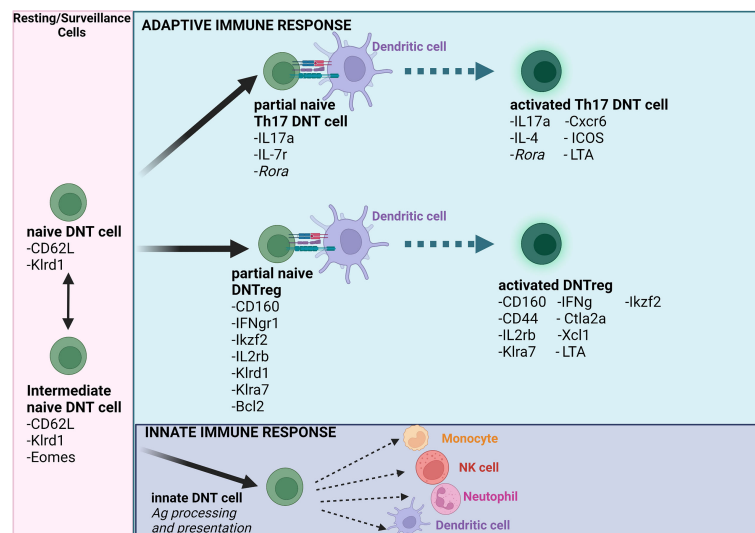 Resting/Surveillance
Cells
naive DNT cell
-CD62L
-Klrd1
Intermediate
naive DNT cell
-CD62L
-Klrd1
-Eomes
ADAPTIVE IMMUNE RESPONSE
Dendritic cell
partial naive
Th17 DNT cell
-IL17a
-IL-7r
-Rora
activated Th17 DNT cell
-IL17a -Cxcr6
-IL-4 - ICOS
-Rora - LTA
Dendritic cell
partial naive
DNTreg
-CD160
-IFNgr1
-Ikzf2
-IL2rb
-Klrd1
-Klra7
-Bcl2
activated DNTreg
-CD160 -IFNg -Ikzf2
-CD44 - Ctla2a
-IL2rb -Xcl1
-Klra7 - LTA
INNATE IMMUNE RESPONSE
innate DNT cell
Ag processing
and presentation
Monocyte
NK cell
Neutophil
Dendritic cell